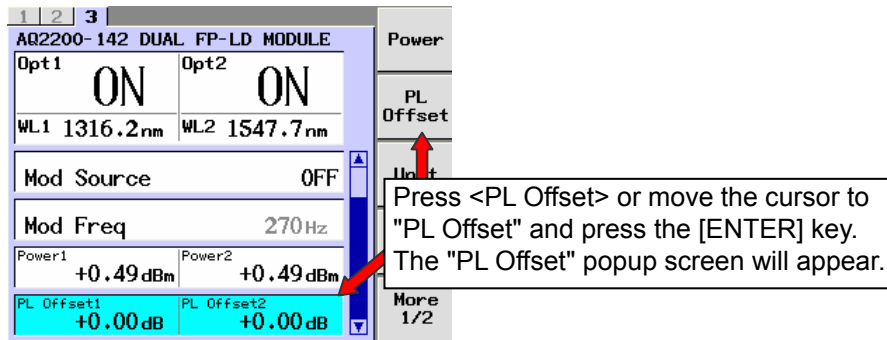 1 2 3
AQ2200-142 DUAL FP-LD MODULE
Opt1 ON Opt2 ON
WL1 1316.2nm WL2 1547.7nm
Mod Source OFF
Mod Freq 270Hz
Power1 Power2
+0.49dBm +0.49dBm
PL Offset1 PL Offset2
+0.00dB +0.00dB
Power
PL
Offset
More
1/2
Press <PL Offset> or move the cursor to
"PL Offset" and press the [ENTER] key.
The "PL Offset" popup screen will appear.